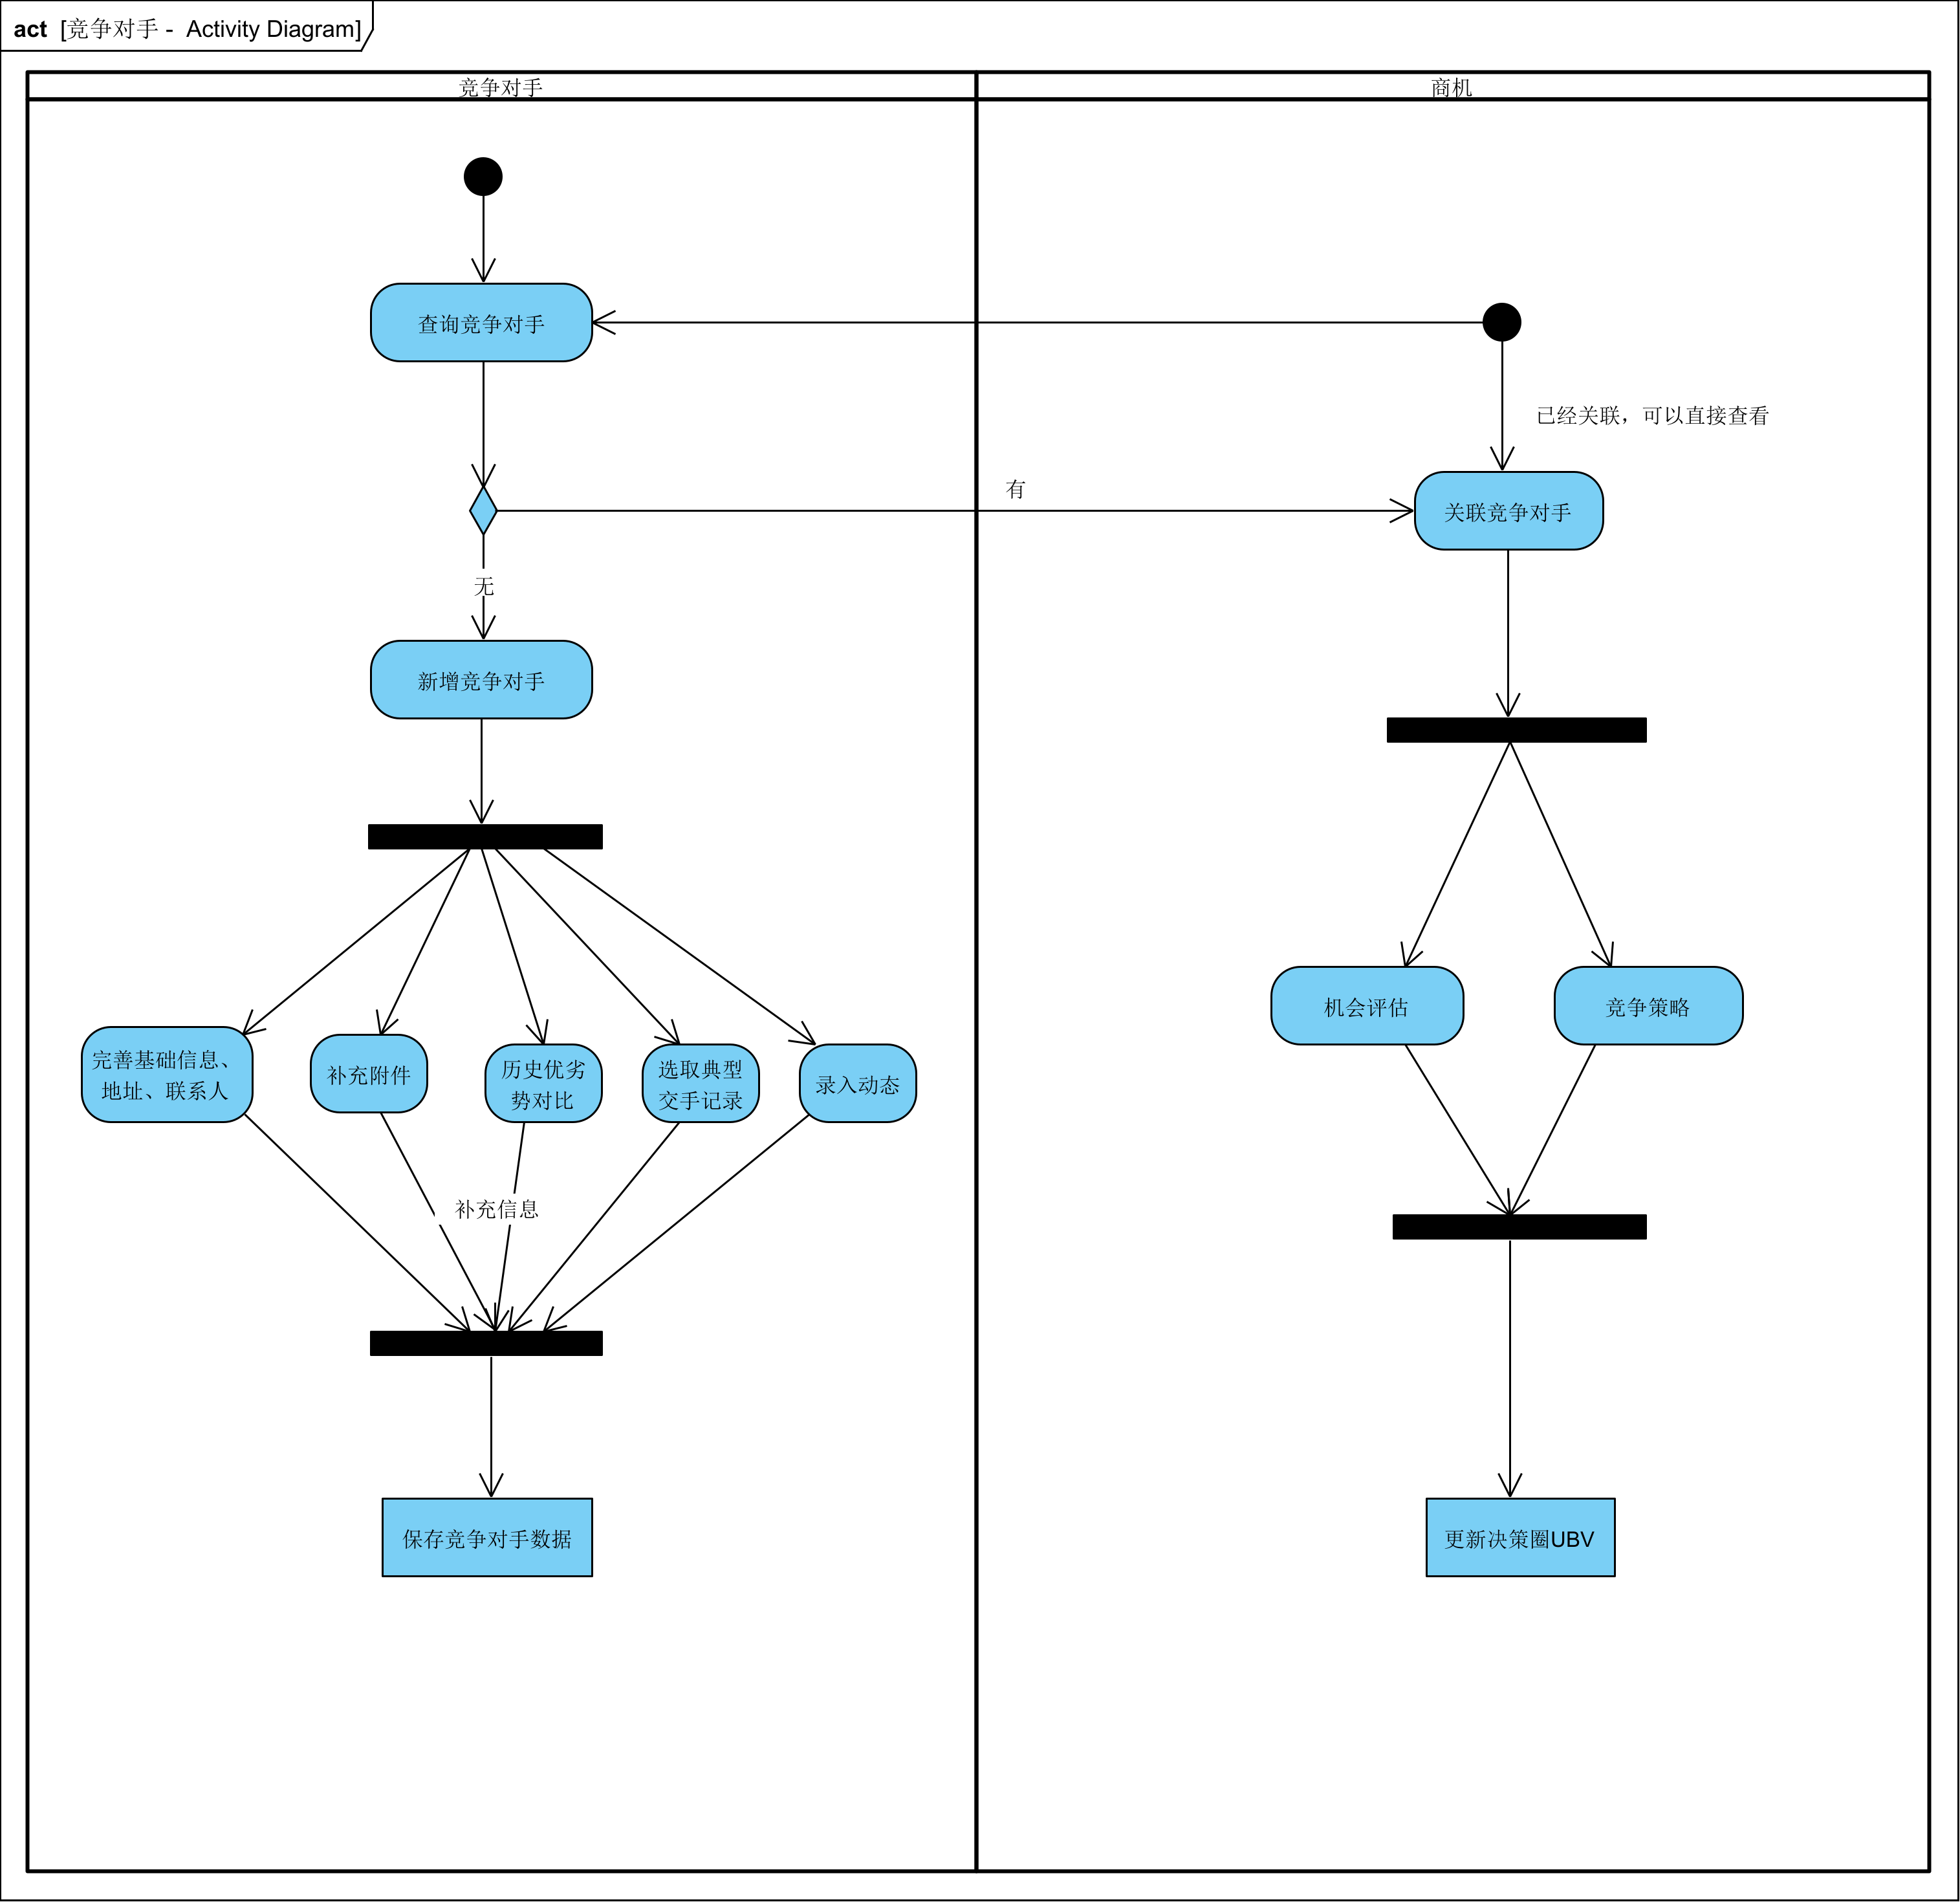 act [竞争对手 - Activity Diagram]
竞争对手
商机
查询竞争对手
已经关联，可以直接查看
有
关联竞争对手
无
新增竞争对手
机会评估
竞争策略
完善基础信息、
地址、联系人
补充附件
历史优劣
势对比
选取典型
交手记录
录入动态
补充信息
保存竞争对手数据
更新决策圈UBV